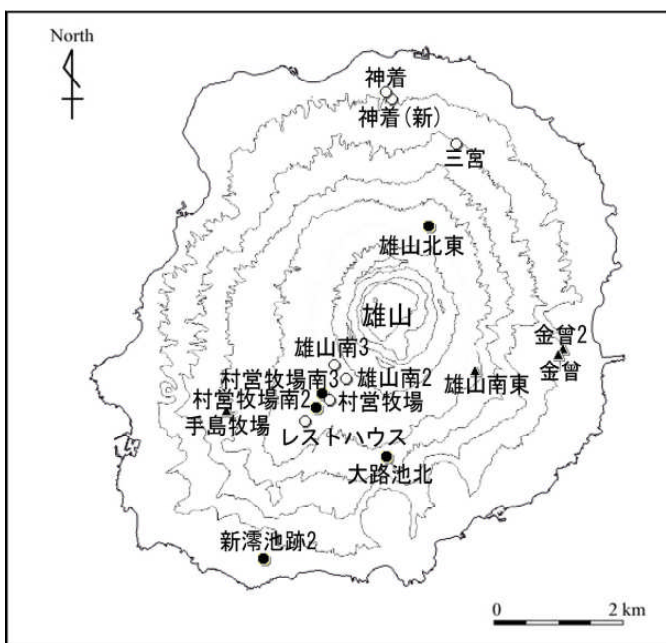 North
神着
神着(新)
三宮
雄山北東
雄山
金曾2
金曾
雄山南3
村営牧場南3
雄山南2
雄山南東
村営牧場南2
村営牧場
手島牧場
レストハウス
大路池北
新澪池跡2
0 2 km